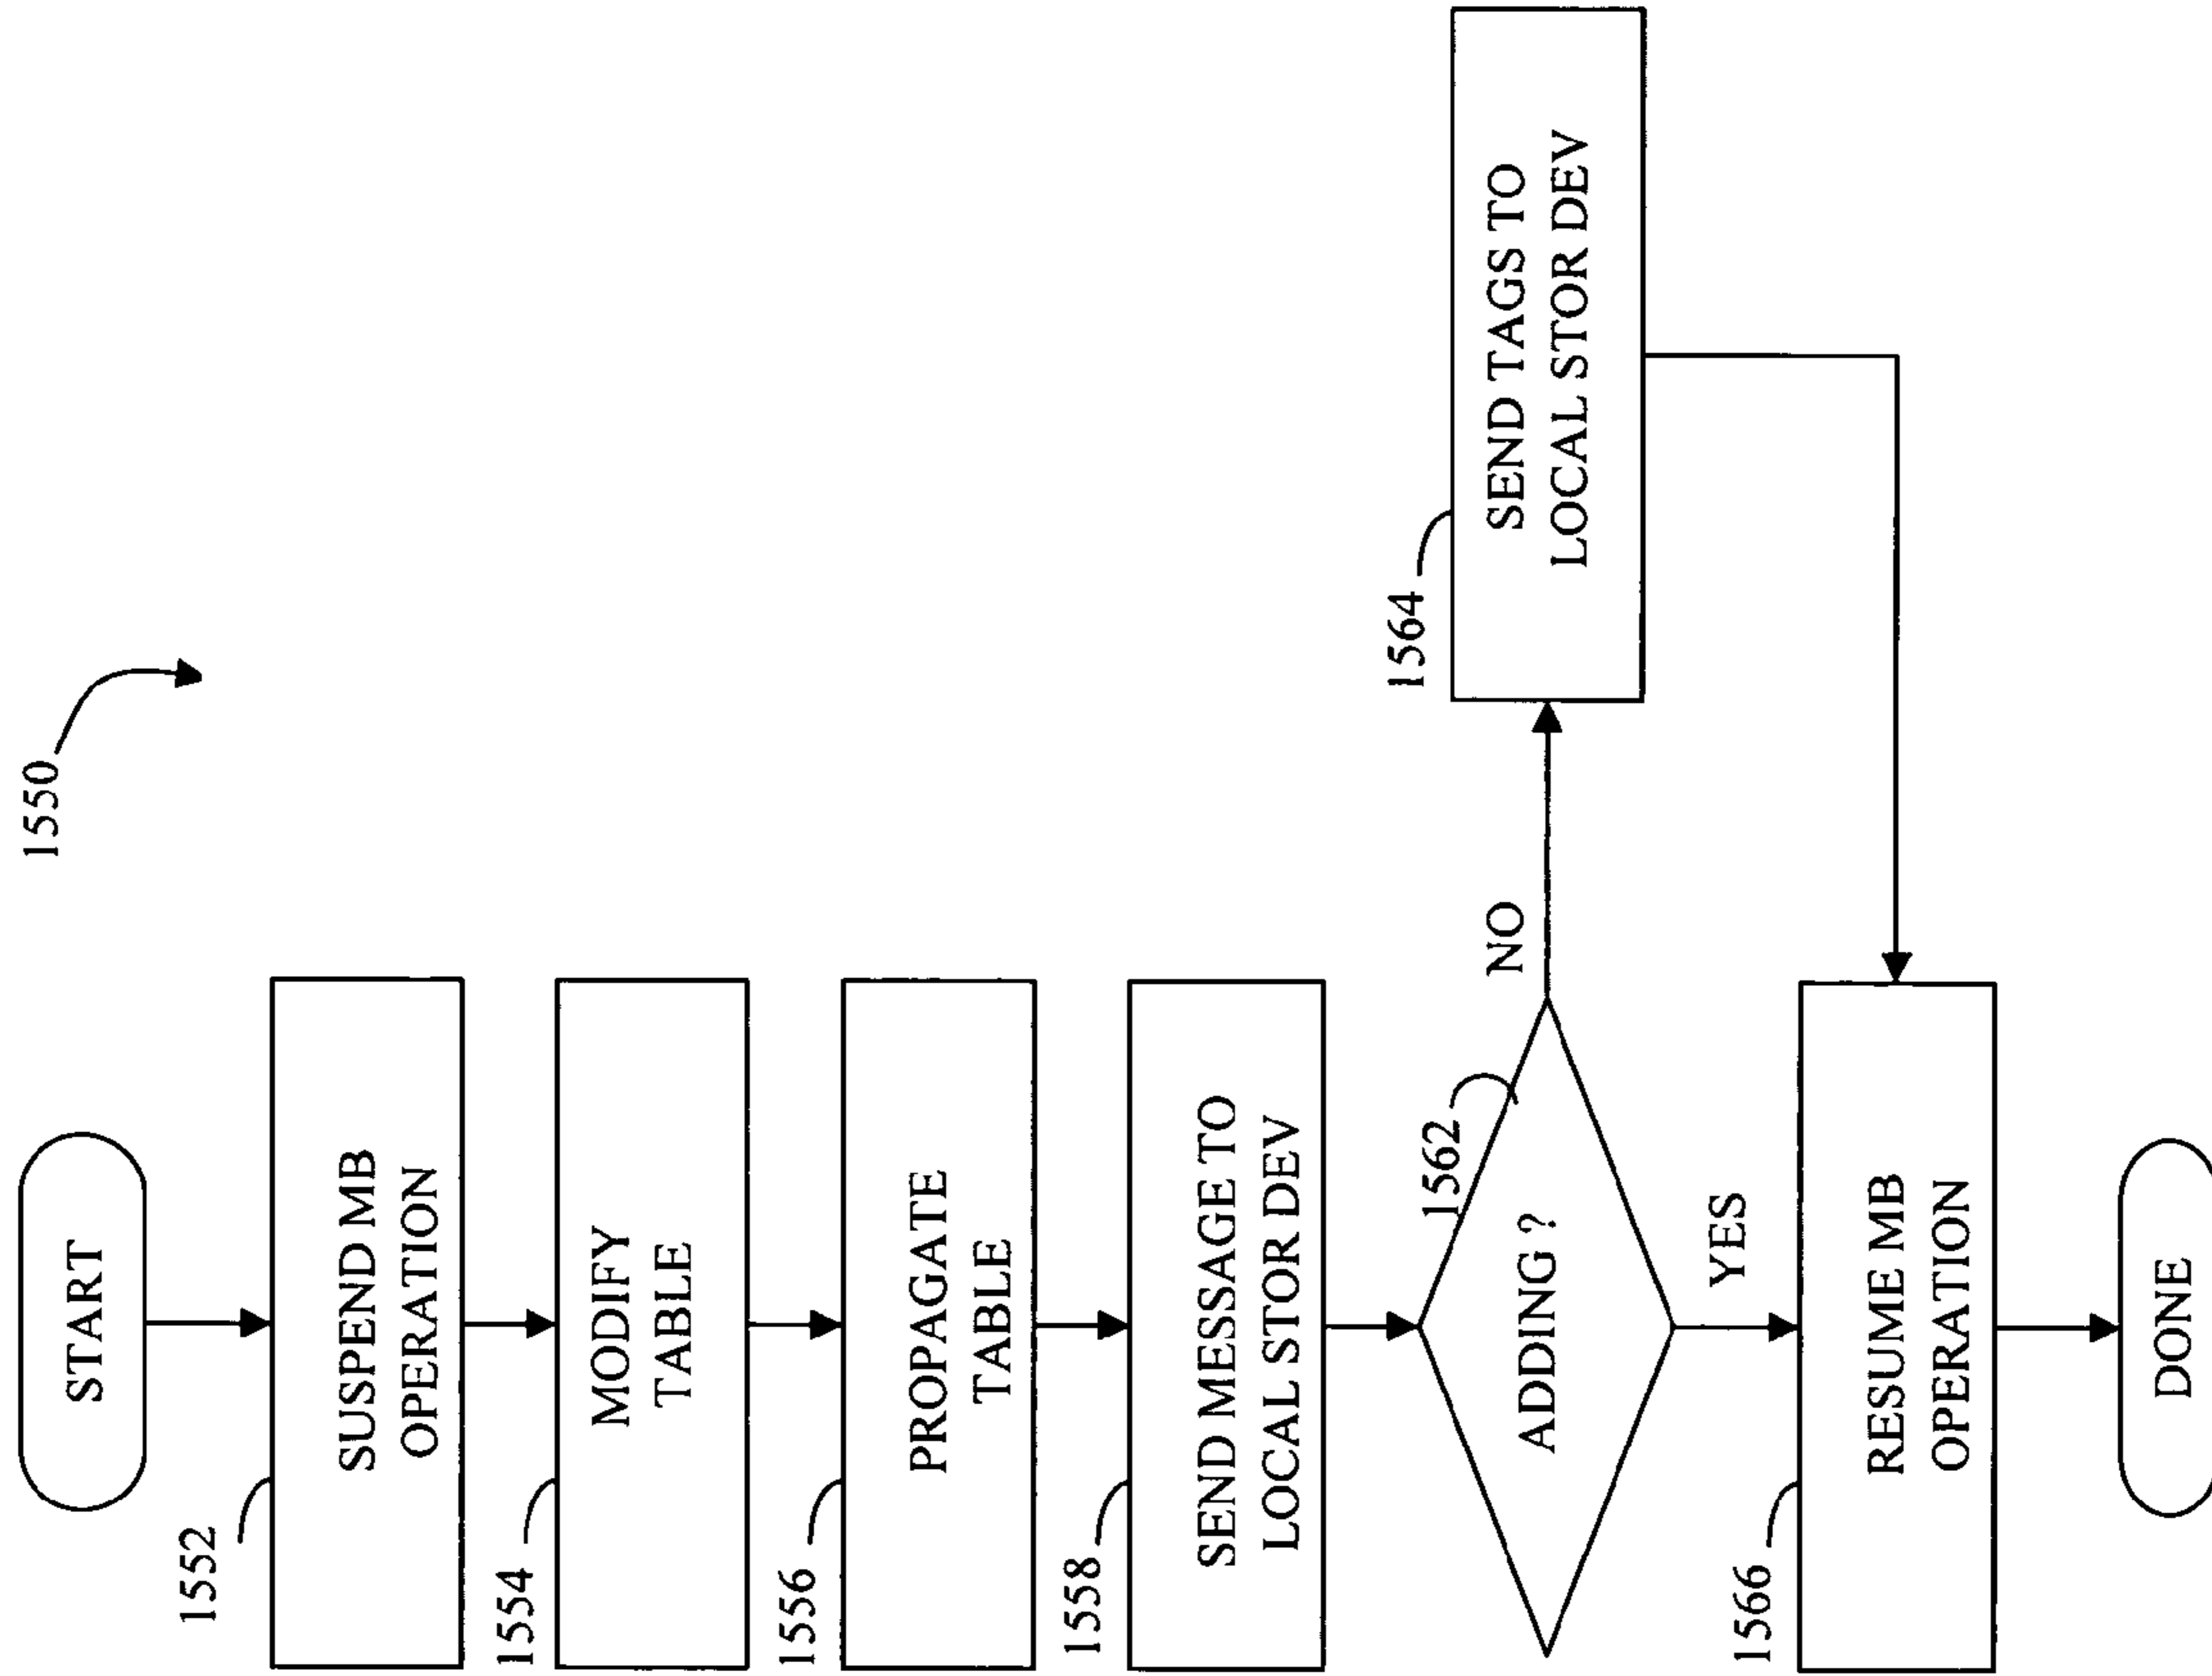 1550
START
1552
SUSPEND MB
OPERATION
1554
MODIFY
TABLE
1556
PROPAGATE
TABLE
1558
SEND MESSAGE TO
LOCAL STOR DEV
1562
ADDING ?
NO
1564
SEND TAGS TO
LOCAL STOR DEV
YES
1566
RESUME MB
OPERATION
DONE